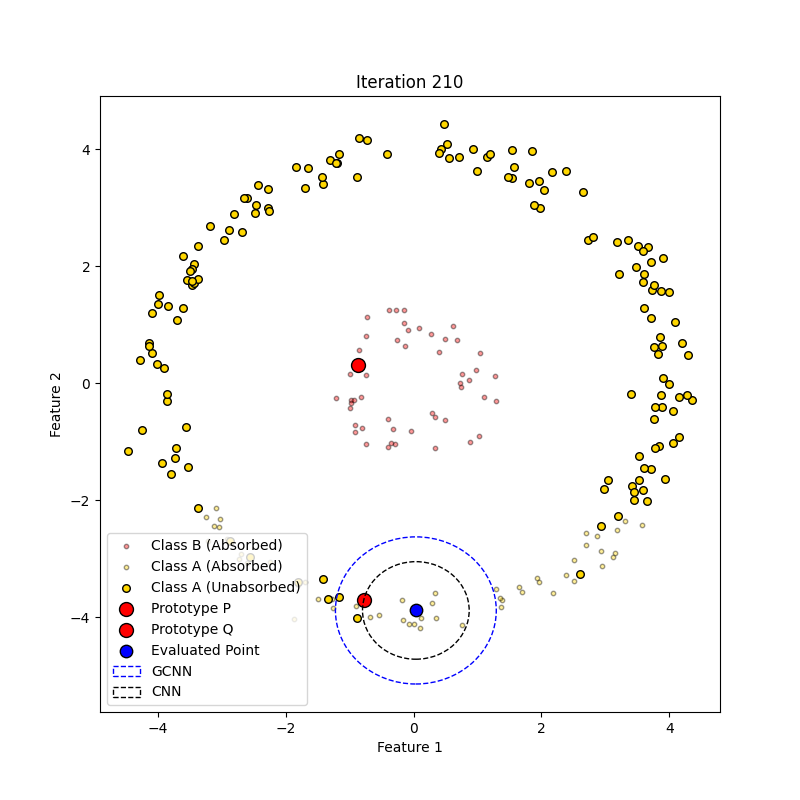 Iteration 210
Feature 2
4
2
0
−2
−4
Class B (Absorbed)
Class A (Absorbed)
Class A (Unabsorbed)
Prototype P
Prototype Q
Evaluated Point
GCNN
CNN
−4
−2
0
2
4
Feature 1